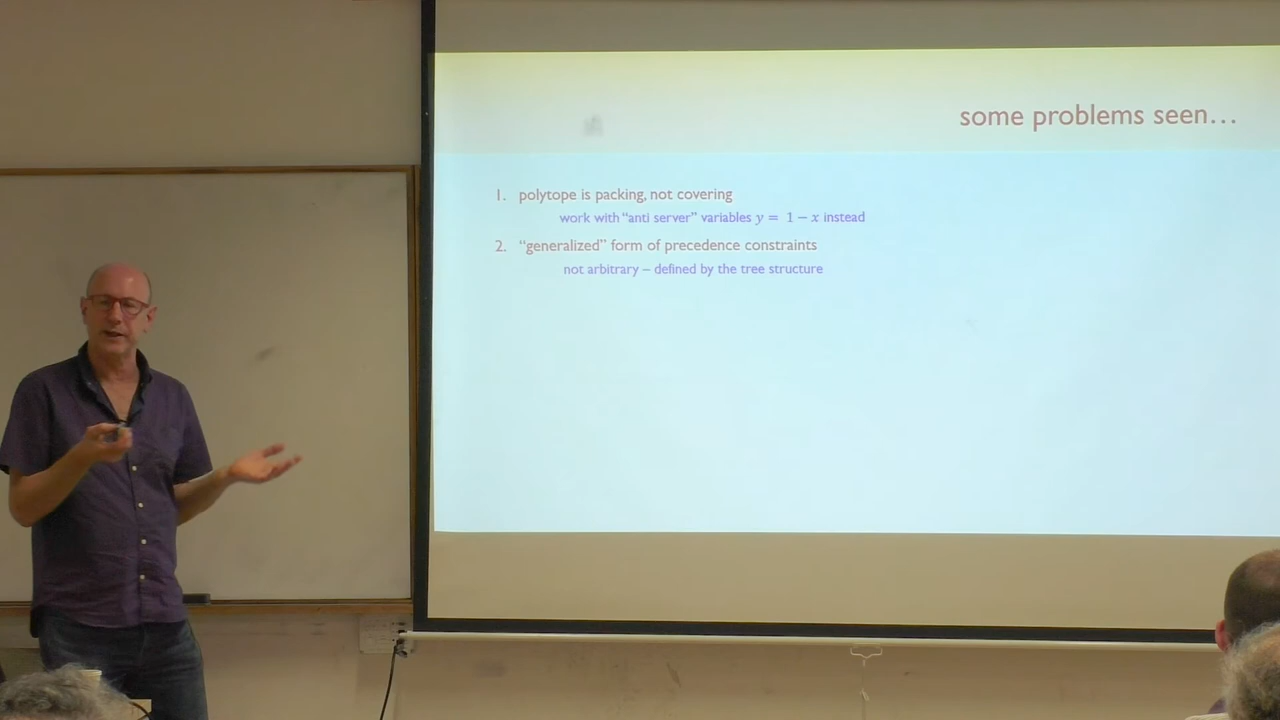 some problems seen…
1. polytope is packing, not covering
work with “anti server” variables y = 1 − x instead
2. “generalized” form of precedence constraints
not arbitrary – defined by the tree structure